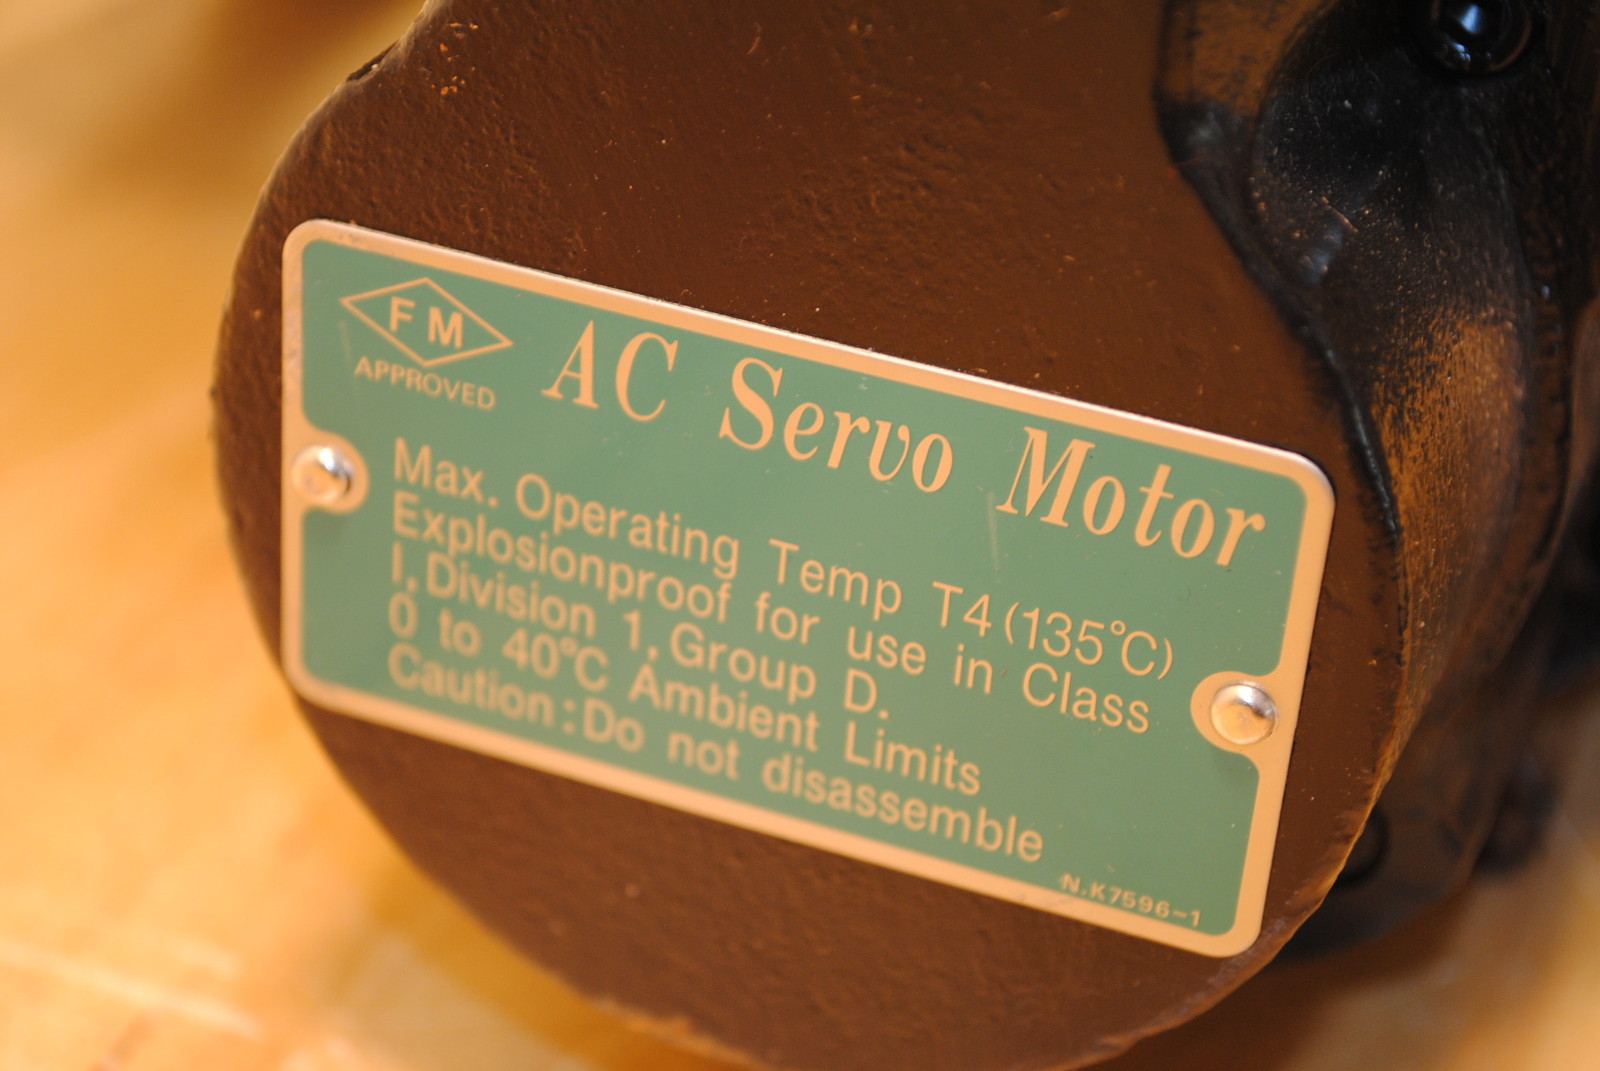 FM
APPROVED
AC Servo Motor
Max. Operating Temp T4(135℃)
Explosionproof for use in Class
I, Division 1, Group D.
0 to 40℃ Ambient Limits
Caution:Do not disassemble
N.K7596-1